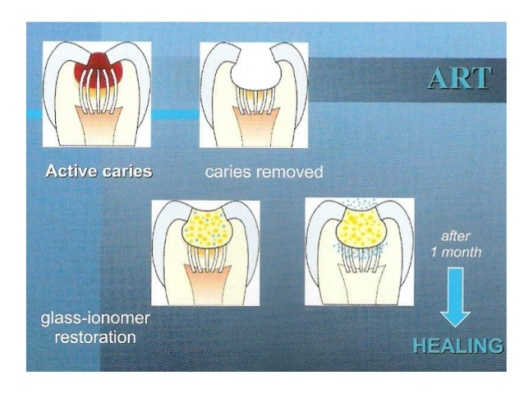 ART
Active caries
caries removed
after
1 month
glass-ionomer
restoration
HEALING